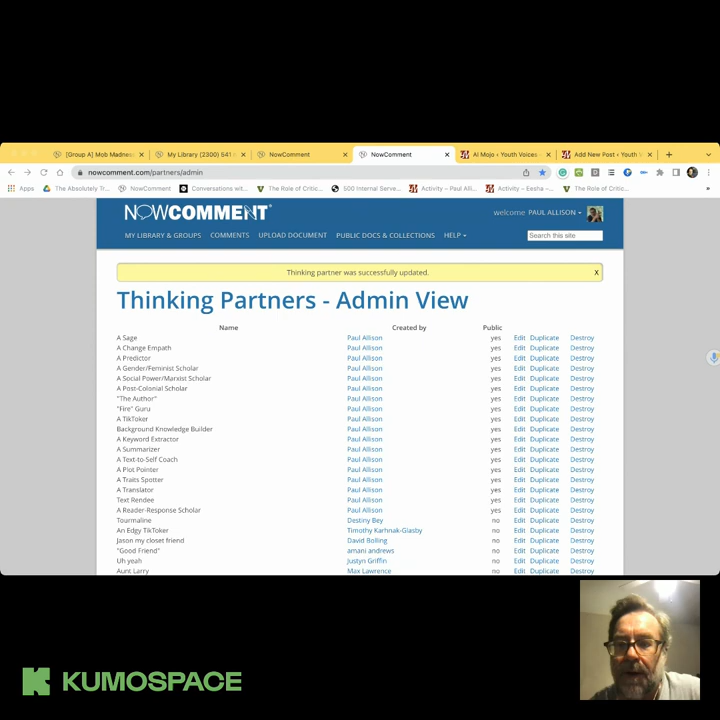 [Group A] Mob Madness
My Library (2300) 541
NowComment
NowComment
AI Mojo • Youth Voices
Add New Post • Youth V
nowcomment.com/partners/admin
Apps
The Absolutely Tr...
NowComment
Conversations wit...
The Role of Critic...
500 Internal Serve...
Activity – Paul Alli...
Activity – Eesha –...
The Role of Critic...
NOWCOMMENT
welcome PAUL ALLISON
MY LIBRARY & GROUPS COMMENTS UPLOAD DOCUMENT PUBLIC DOCS & COLLECTIONS HELP
Search this site
Thinking partner was successfully updated. X
Thinking Partners - Admin View
Name Created by Public
A Sage Paul Allison yes Edit Duplicate Destroy
A Change Empath Paul Allison yes Edit Duplicate Destroy
A Predictor Paul Allison yes Edit Duplicate Destroy
A Gender/Feminist Scholar Paul Allison yes Edit Duplicate Destroy
A Social Power/Marxist Scholar Paul Allison yes Edit Duplicate Destroy
A Post-Colonial Scholar Paul Allison yes Edit Duplicate Destroy
"The Author" Paul Allison yes Edit Duplicate Destroy
"Fire" Guru Paul Allison yes Edit Duplicate Destroy
A TikToker Paul Allison yes Edit Duplicate Destroy
Background Knowledge Builder Paul Allison yes Edit Duplicate Destroy
A Keyword Extractor Paul Allison yes Edit Duplicate Destroy
A Summarizer Paul Allison yes Edit Duplicate Destroy
A Text-to-Self Coach Paul Allison yes Edit Duplicate Destroy
A Plot Pointer Paul Allison yes Edit Duplicate Destroy
A Traits Spotter Paul Allison yes Edit Duplicate Destroy
A Translator Paul Allison yes Edit Duplicate Destroy
Text Rendee Paul Allison yes Edit Duplicate Destroy
A Reader-Response Scholar Paul Allison yes Edit Duplicate Destroy
Tourmaline Destiny Bey no Edit Duplicate Destroy
An Edgy TikToker Timothy Karhnak-Glasby no Edit Duplicate Destroy
Jason my closet friend David Bolling no Edit Duplicate Destroy
"Good Friend" amani andrews no Edit Duplicate Destroy
Uh yeah Justyn Griffin no Edit Duplicate Destroy
Aunt Larry Max Lawrence no Edit Duplicate Destroy
KUMOSPACE